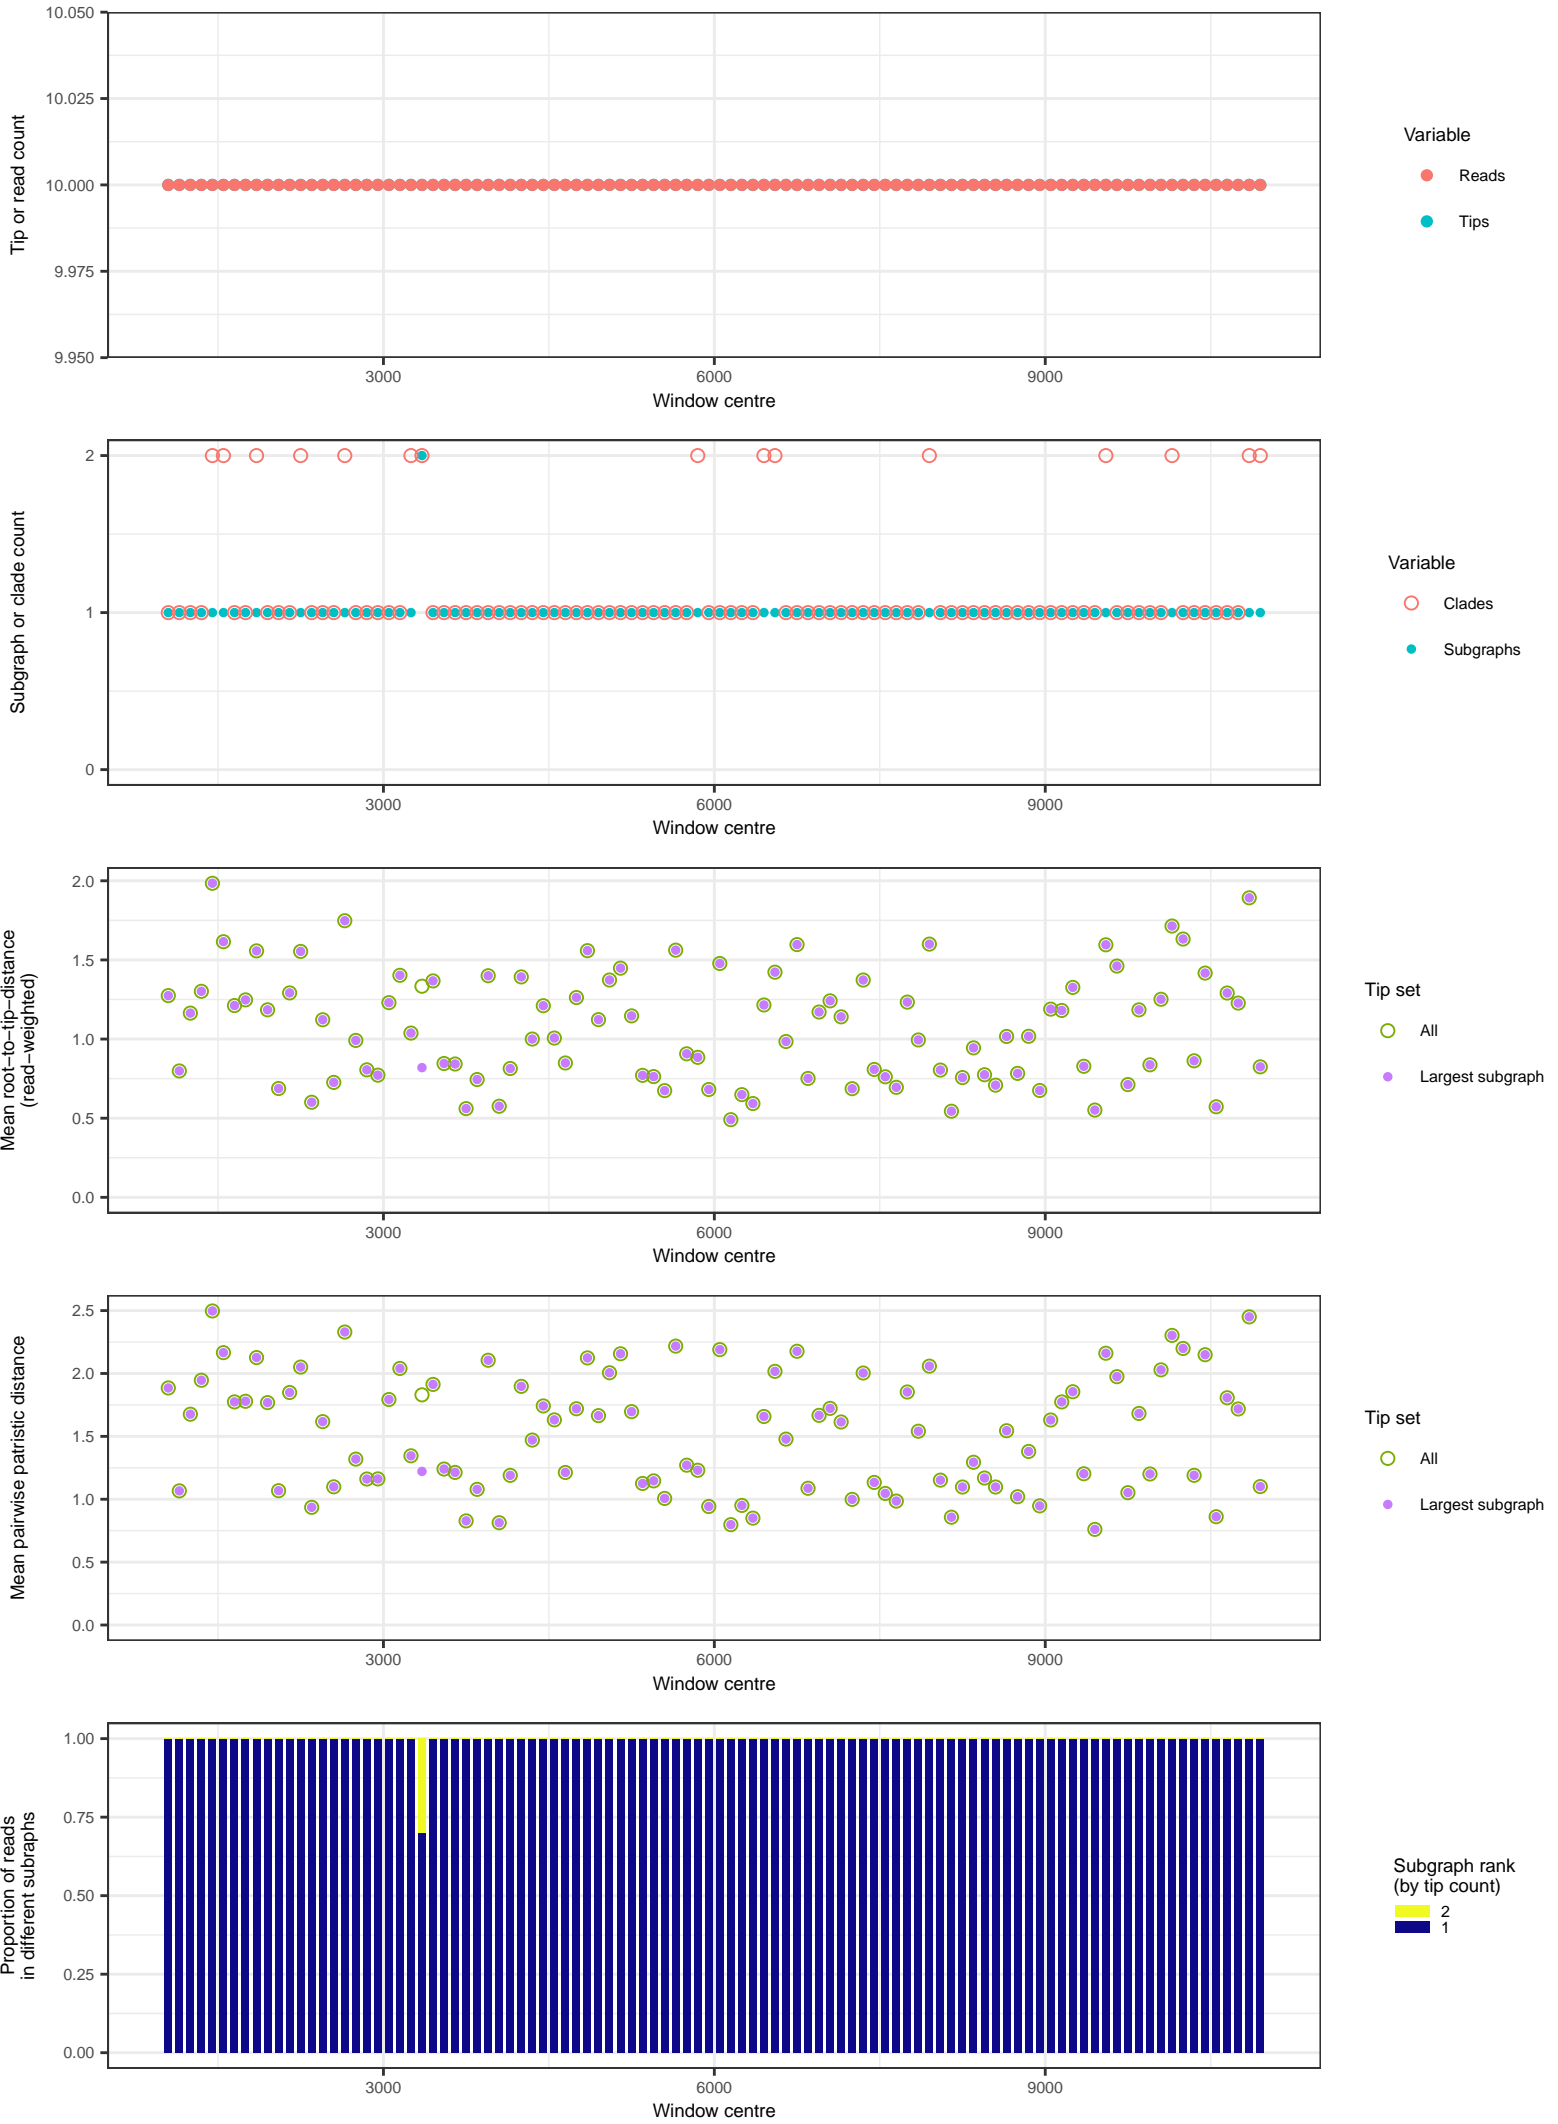 10.050
10.025
10.000
9.975
9.950
Tip or read count
3000 6000 9000
Window centre
Variable
Reads
Tips
2
1
0
Subgraph or clade count
3000 6000 9000
Window centre
Variable
Clades
Subgraphs
2.0
1.5
1.0
0.5
0.0
Mean root−to−tip−distance
(read−weighted)
3000 6000 9000
Window centre
Tip set
All
Largest subgraph
2.5
2.0
1.5
1.0
0.5
0.0
Mean pairwise patristic distance
3000 6000 9000
Window centre
Tip set
All
Largest subgraph
1.00
0.75
0.50
0.25
0.00
Proportion of reads
in different subraphs
3000 6000 9000
Window centre
Subgraph rank
(by tip count)
2
1